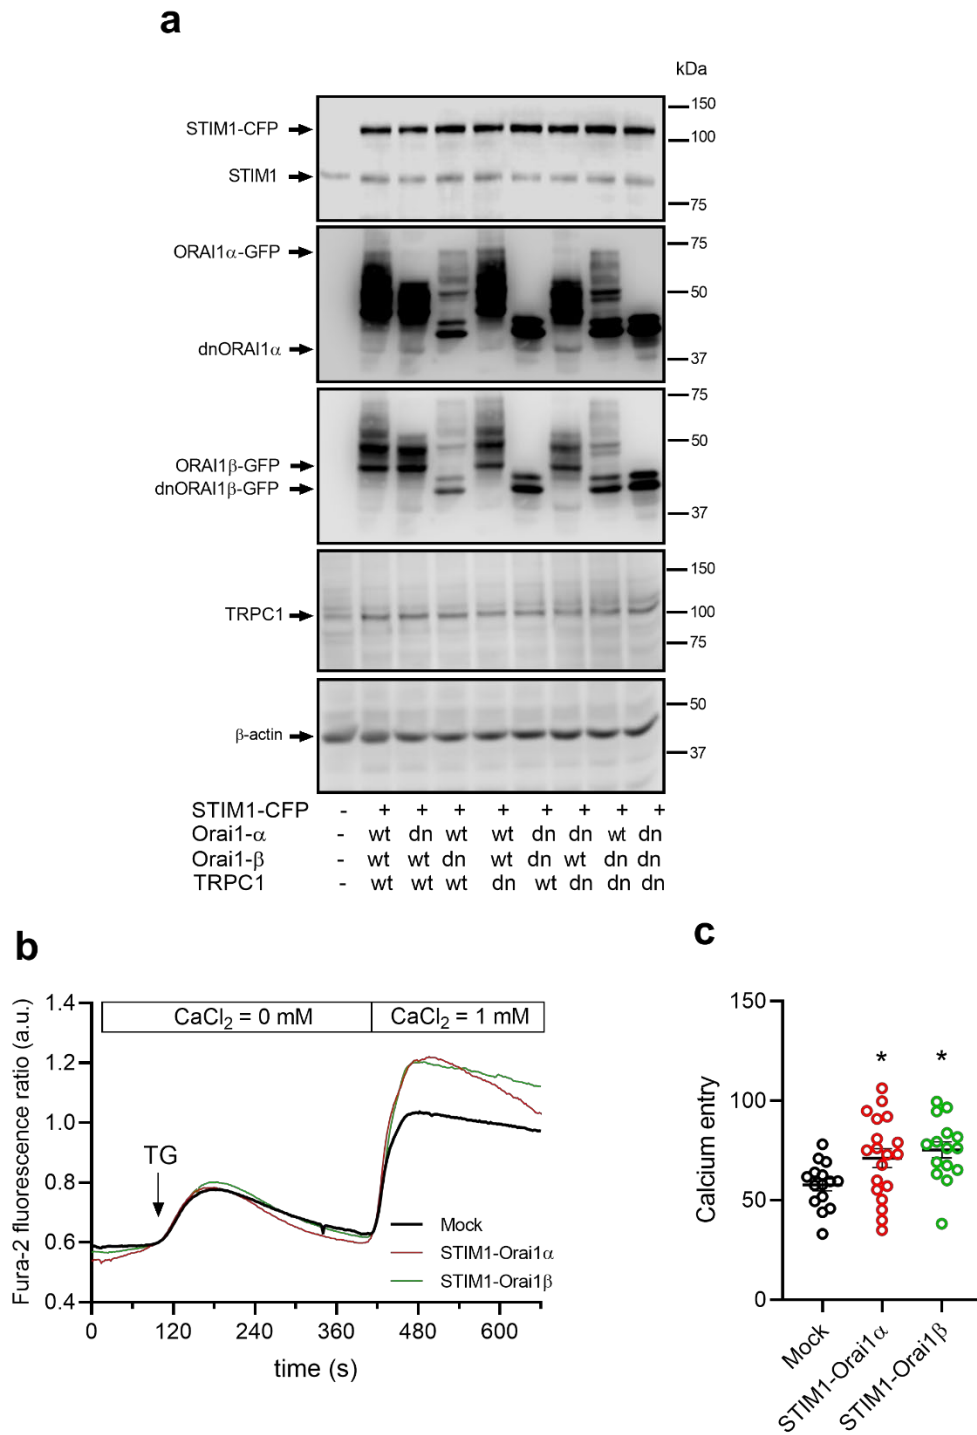 a
kDa
STIM1-CFP
150
100
STIM1
75
ORAI1α-GFP
75
50
dnORAI1α
37
75
50
ORAI1β-GFP
dnORAI1β-GFP
37
150
TRPC1
100
75
50
β-actin
37
STIM1-CFP - + + + + + + + +
Orai1-α - wt dn wt wt dn dn wt dn
Orai1-β - wt wt dn wt dn wt dn dn
TRPC1 - wt wt wt dn wt dn dn dn
b
Fura-2 fluorescence ratio (a.u.)
1.4
1.2
1.0
0.8
0.6
0.4
CaCl₂ = 0 mM
CaCl₂ = 1 mM
TG
Mock
STIM1-Orai1α
STIM1-Orai1β
0 120 240 360 480 600
time (s)
c
Calcium entry
150
100
50
0
* *
Mock
STIM1-Orai1α
STIM1-Orai1β